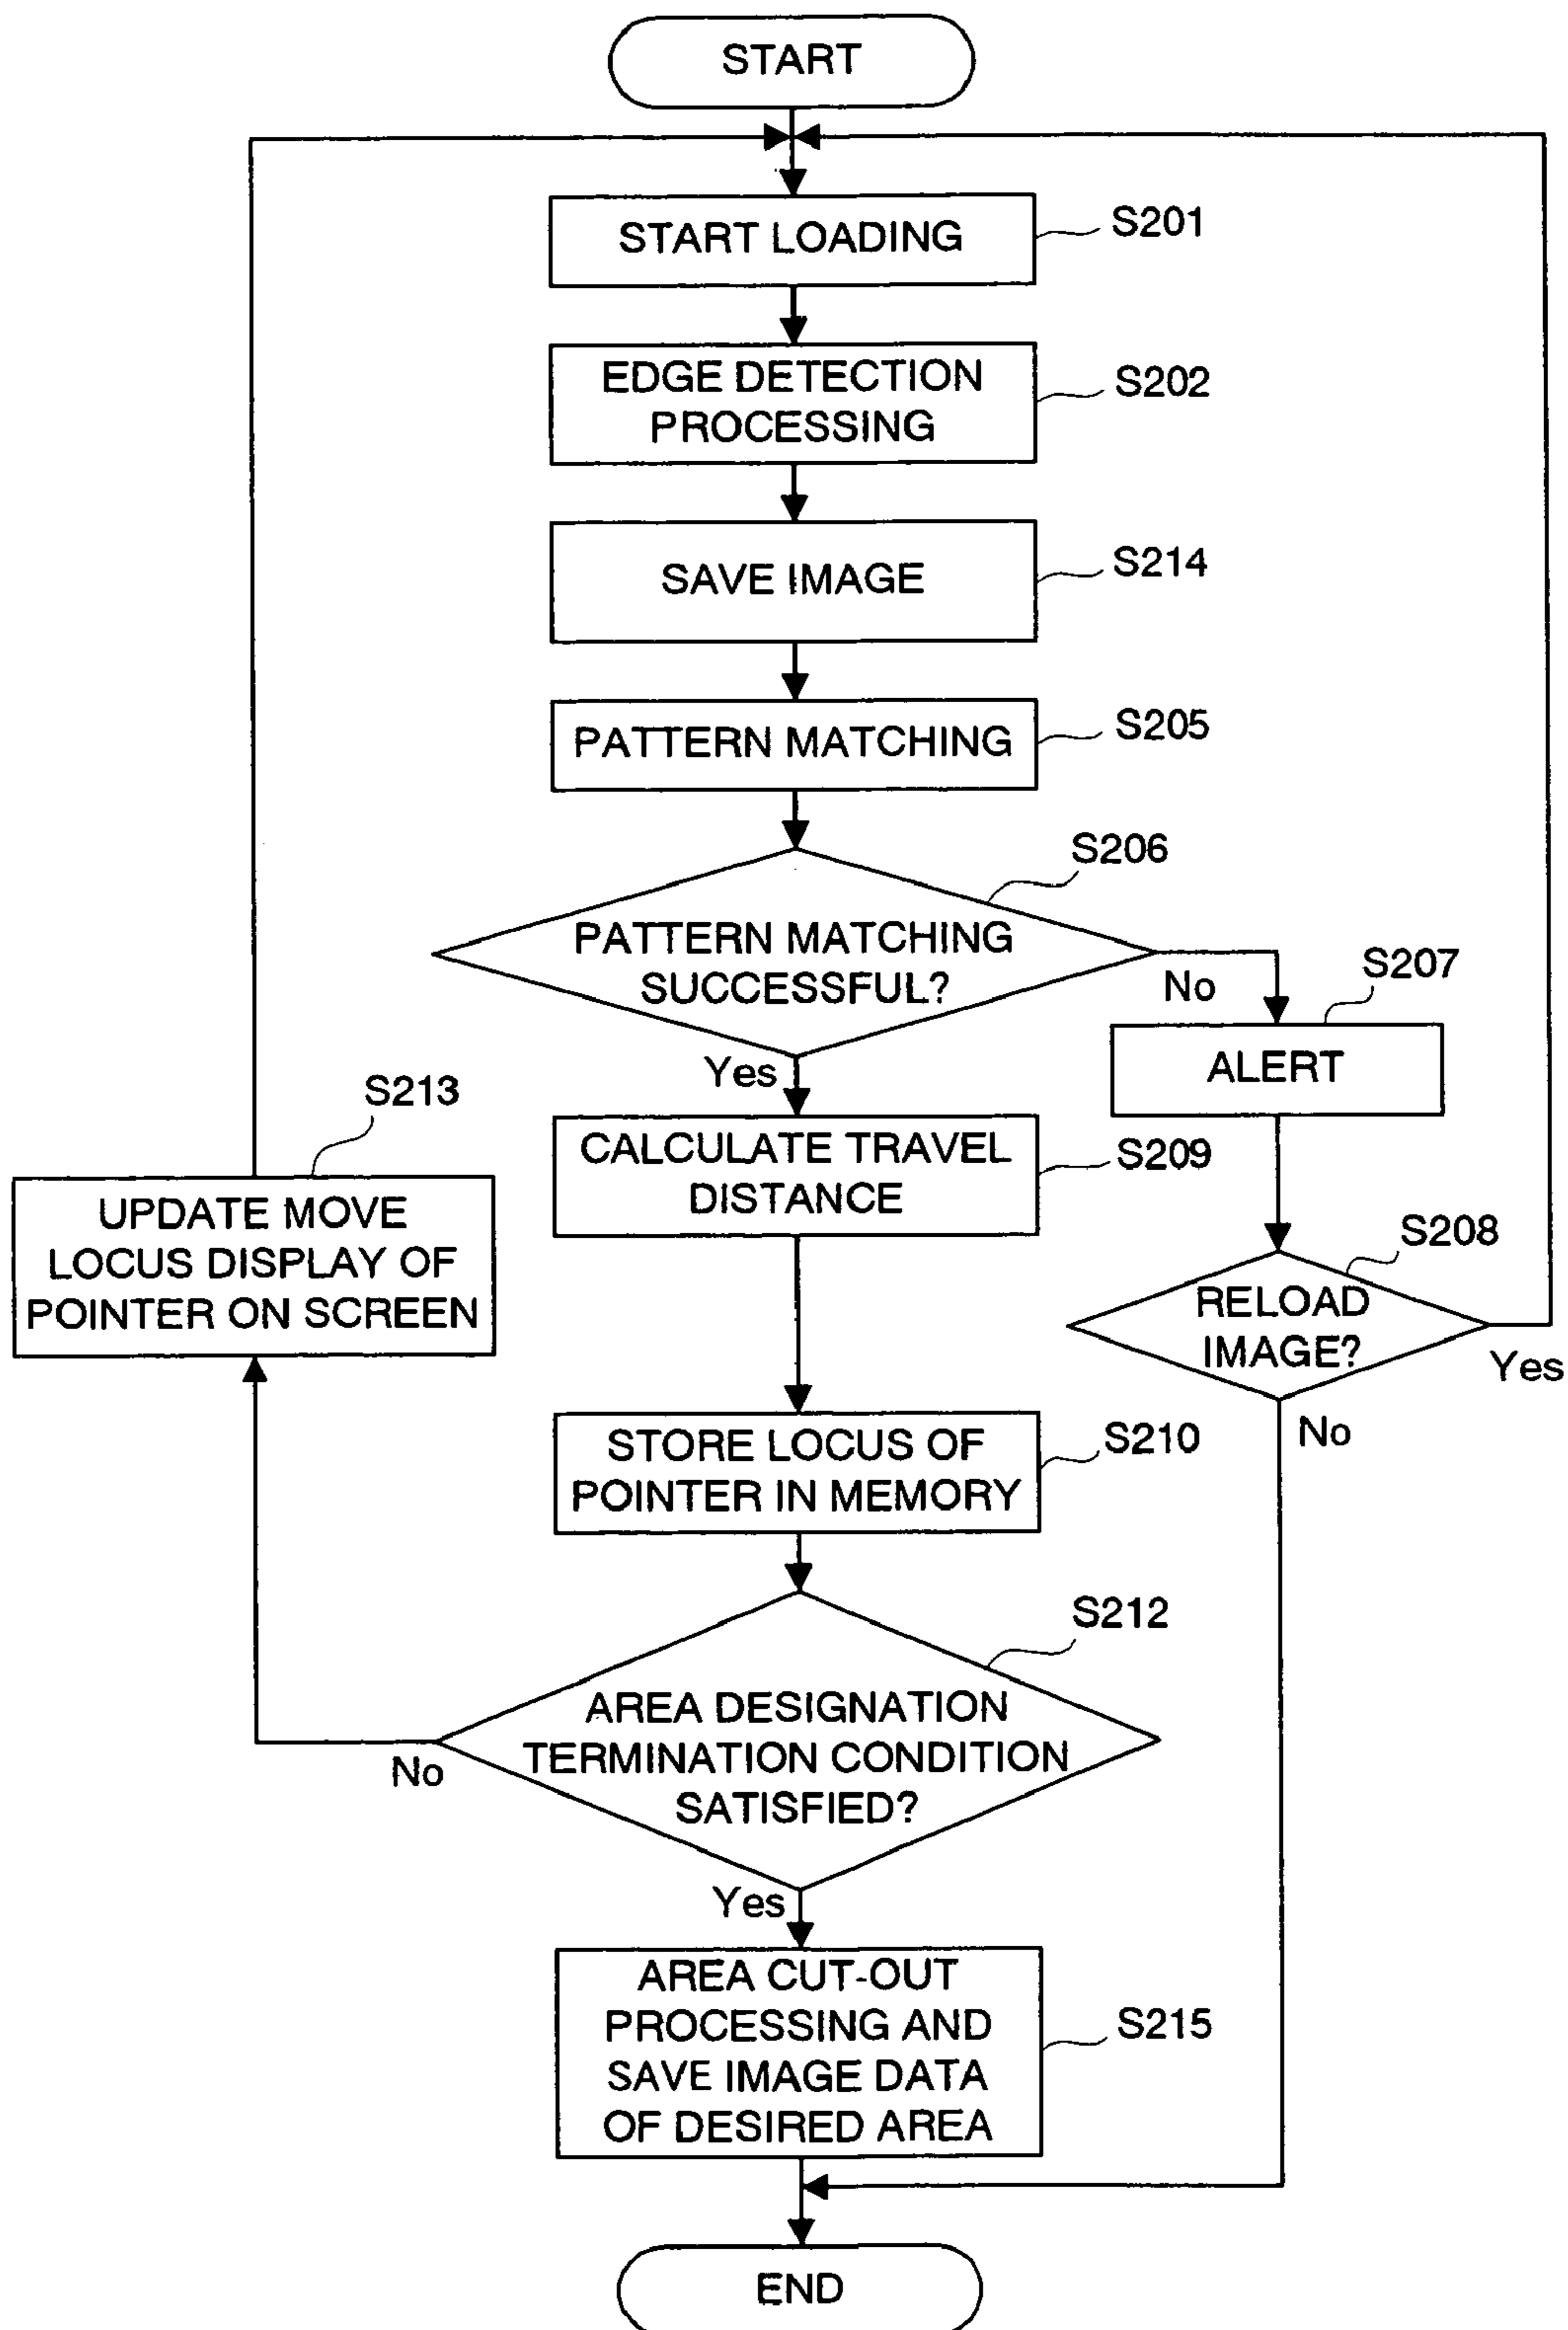 START
START LOADING
S201
EDGE DETECTION
PROCESSING
S202
SAVE IMAGE
S214
PATTERN MATCHING
S205
S206
PATTERN MATCHING
SUCCESSFUL?
No
Yes
S207
ALERT
S213
UPDATE MOVE
LOCUS DISPLAY OF
POINTER ON SCREEN
CALCULATE TRAVEL
DISTANCE
S209
S208
RELOAD
IMAGE?
Yes
No
STORE LOCUS OF
POINTER IN MEMORY
S210
S212
AREA DESIGNATION
TERMINATION CONDITION
SATISFIED?
No
Yes
AREA CUT-OUT
PROCESSING AND
SAVE IMAGE DATA
OF DESIRED AREA
S215
END